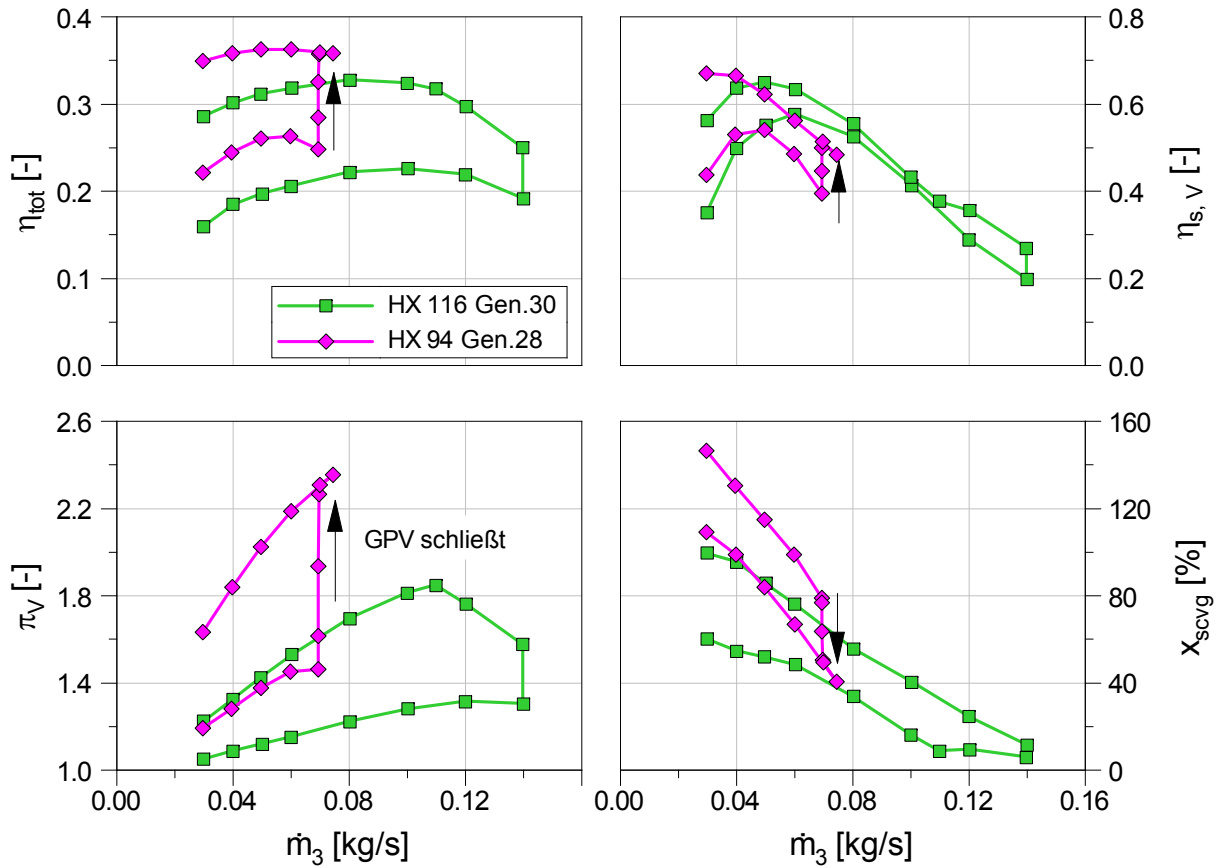 0.4
0.3
0.2
0.1
0.0
η_tot [-]
HX 116 Gen.30
HX 94 Gen.28
0.8
0.6
0.4
0.2
0.0
η_s, V [-]
2.6
2.2
1.8
1.4
1.0
π_V [-]
GPV schließt
0.00 0.04 0.08 0.12
ṁ_3 [kg/s]
160
120
80
40
0
x_scvg [%]
0.00 0.04 0.08 0.12 0.16
ṁ_3 [kg/s]